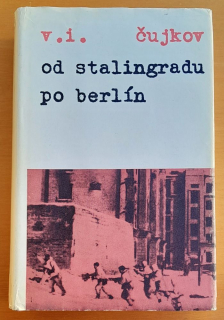 v.i. čujkov
od stalingradu
po berlín